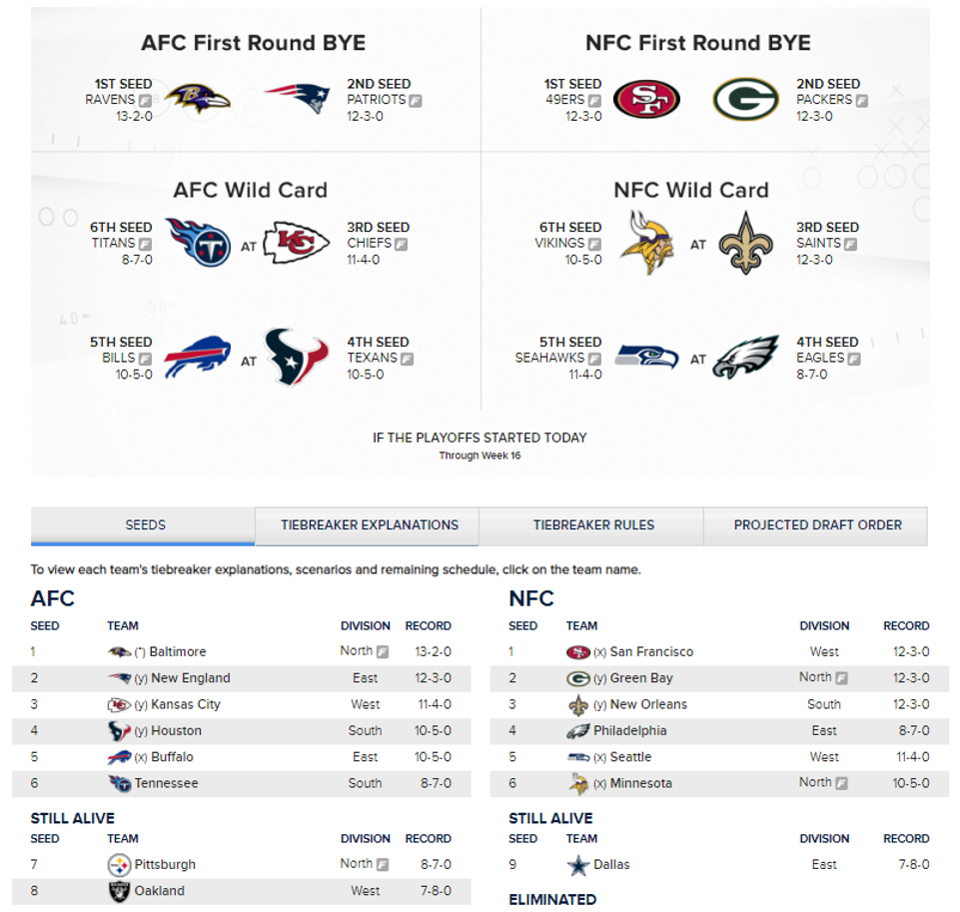 AFC First Round BYE
NFC First Round BYE
1ST SEED
RAVENS
13-2-0
2ND SEED
PATRIOTS
12-3-0
1ST SEED
49ERS
12-3-0
2ND SEED
PACKERS
12-3-0
AFC Wild Card
NFC Wild Card
6TH SEED
TITANS
8-7-0
AT
3RD SEED
CHIEFS
11-4-0
6TH SEED
VIKINGS
10-5-0
AT
3RD SEED
SAINTS
12-3-0
5TH SEED
BILLS
10-5-0
AT
4TH SEED
TEXANS
10-5-0
5TH SEED
SEAHAWKS
11-4-0
AT
4TH SEED
EAGLES
8-7-0
IF THE PLAYOFFS STARTED TODAY
Through Week 16
SEEDS TIEBREAKER EXPLANATIONS TIEBREAKER RULES PROJECTED DRAFT ORDER
To view each team's tiebreaker explanations, scenarios and remaining schedule, click on the team name.
AFC
SEED TEAM DIVISION RECORD
1 (*) Baltimore North 13-2-0
2 (y) New England East 12-3-0
3 (y) Kansas City West 11-4-0
4 (y) Houston South 10-5-0
5 (x) Buffalo East 10-5-0
6 Tennessee South 8-7-0
STILL ALIVE
SEED TEAM DIVISION RECORD
7 Pittsburgh North 8-7-0
8 Oakland West 7-8-0
NFC
SEED TEAM DIVISION RECORD
1 (x) San Francisco West 12-3-0
2 (y) Green Bay North 12-3-0
3 (y) New Orleans South 12-3-0
4 Philadelphia East 8-7-0
5 (x) Seattle West 11-4-0
6 (x) Minnesota North 10-5-0
STILL ALIVE
SEED TEAM DIVISION RECORD
9 Dallas East 7-8-0
ELIMINATED